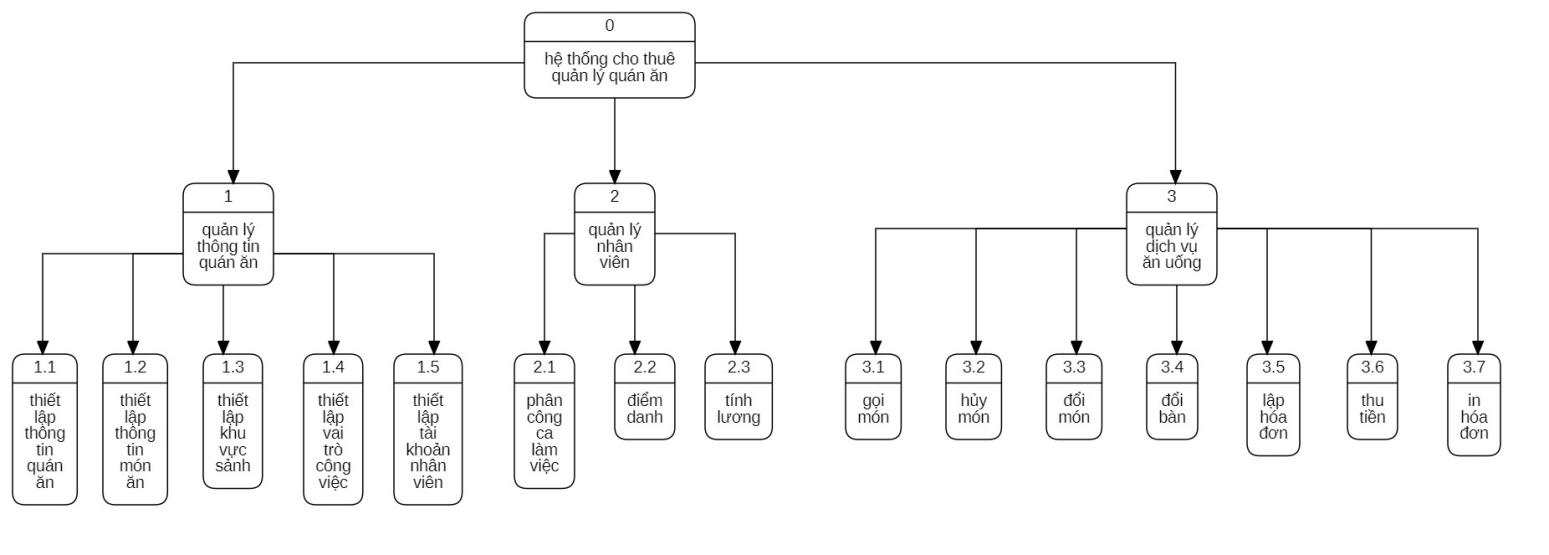 0
hệ thống cho thuê
quản lý quán ăn
1
quản lý
thông tin
quán ăn
2
quản lý
nhân
viên
3
quản lý
dịch vụ
ăn uống
1.1
thiết
lập
thông
tin
quán
ăn
1.2
thiết
lập
thông
tin
món
ăn
1.3
thiết
lập
khu
vực
sảnh
1.4
thiết
lập
vai
trò
công
việc
1.5
thiết
lập
tài
khoản
nhân
viên
2.1
phân
công
ca
làm
việc
2.2
điểm
danh
2.3
tính
lương
3.1
gọi
món
3.2
hủy
món
3.3
đổi
món
3.4
đổi
bàn
3.5
lập
hóa
đơn
3.6
thu
tiền
3.7
in
hóa
đơn